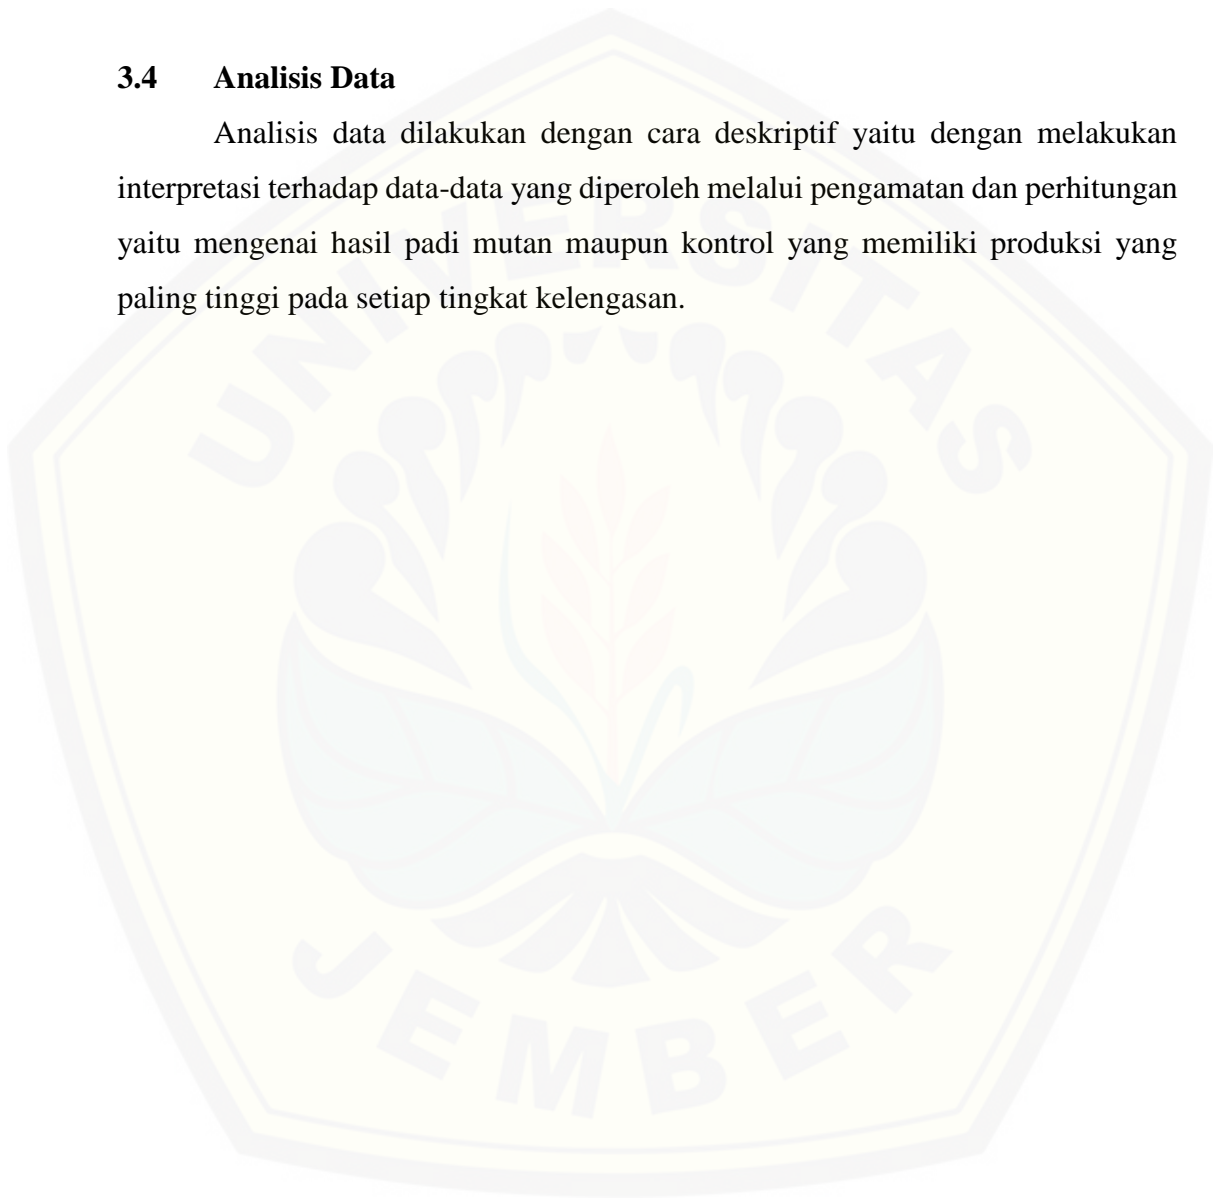 3.4 Analisis Data
Analisis data dilakukan dengan cara deskriptif yaitu dengan melakukan
interpretasi terhadap data-data yang diperoleh melalui pengamatan dan perhitungan
yaitu mengenai hasil padi mutan maupun kontrol yang memiliki produksi yang
paling tinggi pada setiap tingkat kelengasan.
UNIVERSITAS
JEMBER